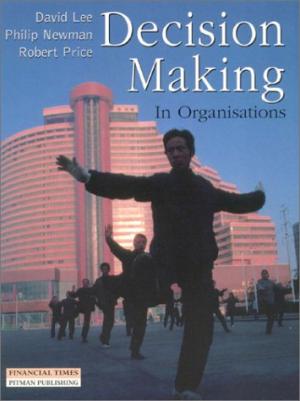 David Lee
Philip Newman
Robert Price
Decision
Making
In Organisations
FINANCIAL TIMES
PITMAN PUBLISHING